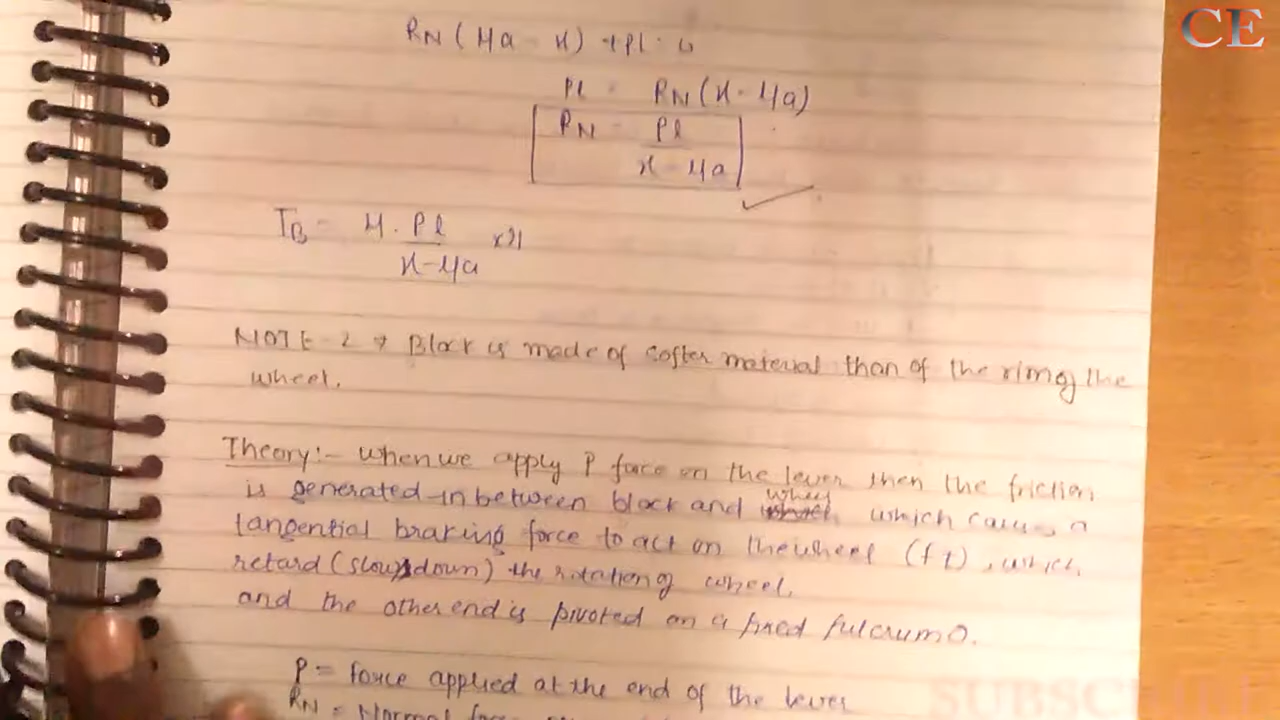 CE
RN (μa - x) + Pl = 0
Pl = RN (x - μa)
RN = Pl / x - μa
TB = μ. Pl / x - μa × r
NOTE - 2 → Block is made of softer material than of the rim of the
wheel.
Theory:- when we apply P force on the lever then the friction
is generated in between block and wheel which causes a
tangential braking force to act on the wheel (ft), which
retard (slow down) the rotation of wheel.
and the other end is pivoted on a fixed fulcrum O.
P = force applied at the end of the lever
RN = Normal force
SUBSCRIBE